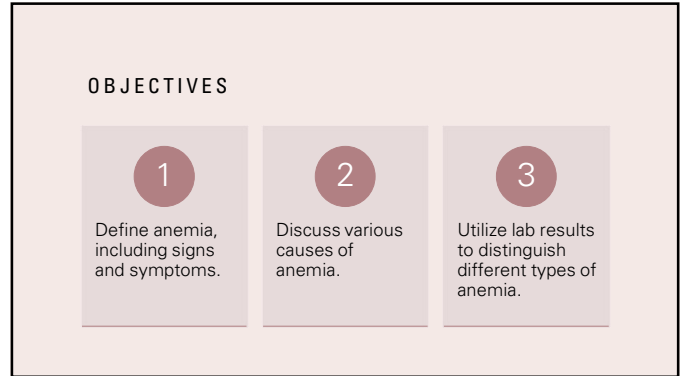 OBJECTIVES
1
Define anemia,
including signs
and symptoms.
2
Discuss various
causes of
anemia.
3
Utilize lab results
to distinguish
different types of
anemia.